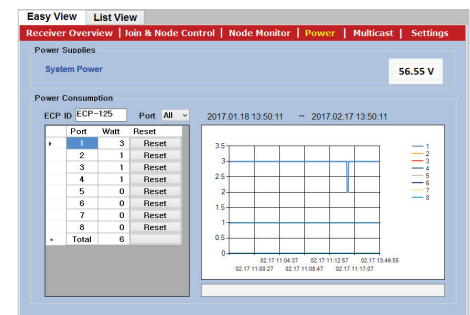 Easy View List View
Receiver Overview | Join & Node Control | Node Monitor | Power | Multicast | Settings
Power Supplies
System Power 56.55 V
Power Consumption
ECP ID ECP-125 Port All 2017.01.18 13:50:11 ~ 2017.02.17 13:50:11
Port Watt Reset
1 3 Reset
2 1 Reset
3 1 Reset
4 1 Reset
5 0 Reset
6 0 Reset
7 0 Reset
8 0 Reset
Total 6
3.5
3
2.5
2
1.5
1
0.5
0
02.17 11:04:37 02.17 11:12:57 02.17 13:49:55
02.17 11:00:27 02.17 11:08:47 02.17 11:17:07
1
2
3
4
5
6
7
8